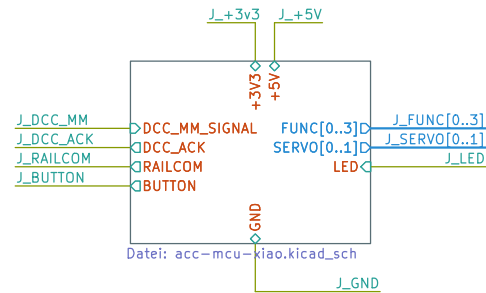 J_+3v3 J_+5V
+3V3 +5V
J_DCC_MM DCC_MM_SIGNAL FUNC[0..3] J_FUNC[0..3]
J_DCC_ACK DCC_ACK SERVO[0..1] J_SERVO[0..1]
J_RAILCOM RAILCOM LED J_LED
J_BUTTON BUTTON
GND
Datei: acc-mcu-xiao.kicad_sch
J_GND